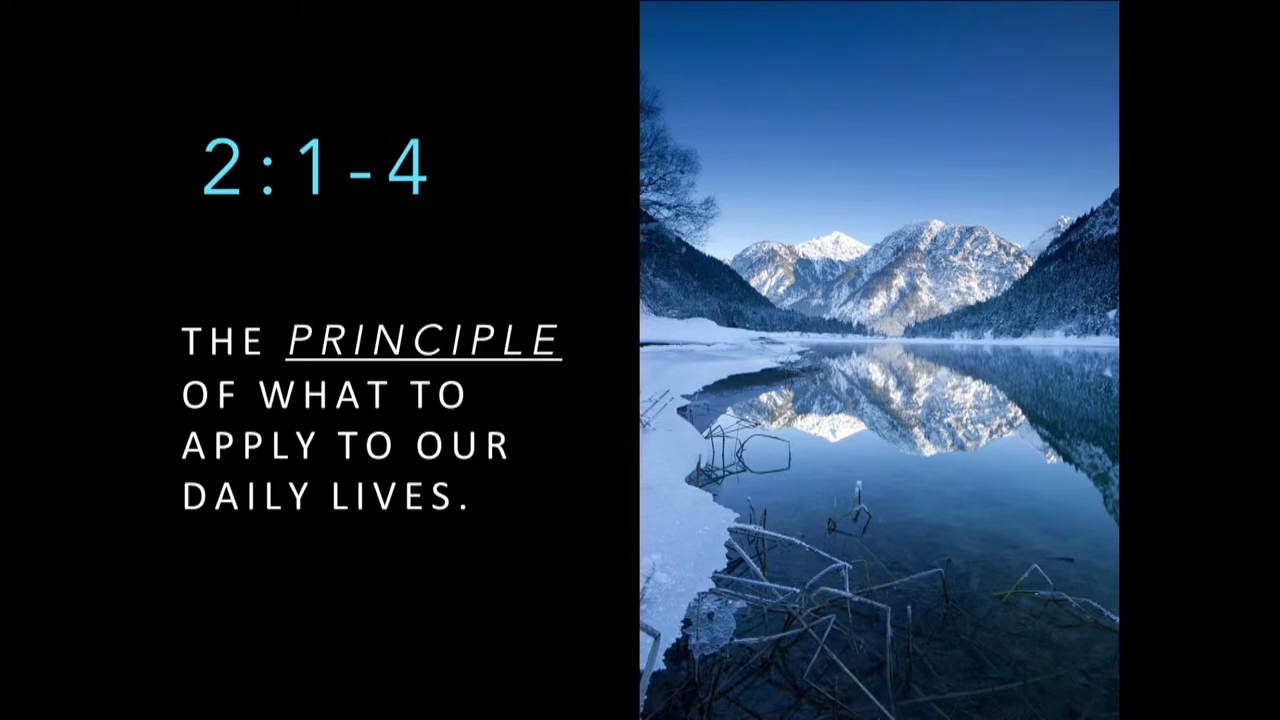 2:1-4
THE PRINCIPLE
OF WHAT TO
APPLY TO OUR
DAILY LIVES.